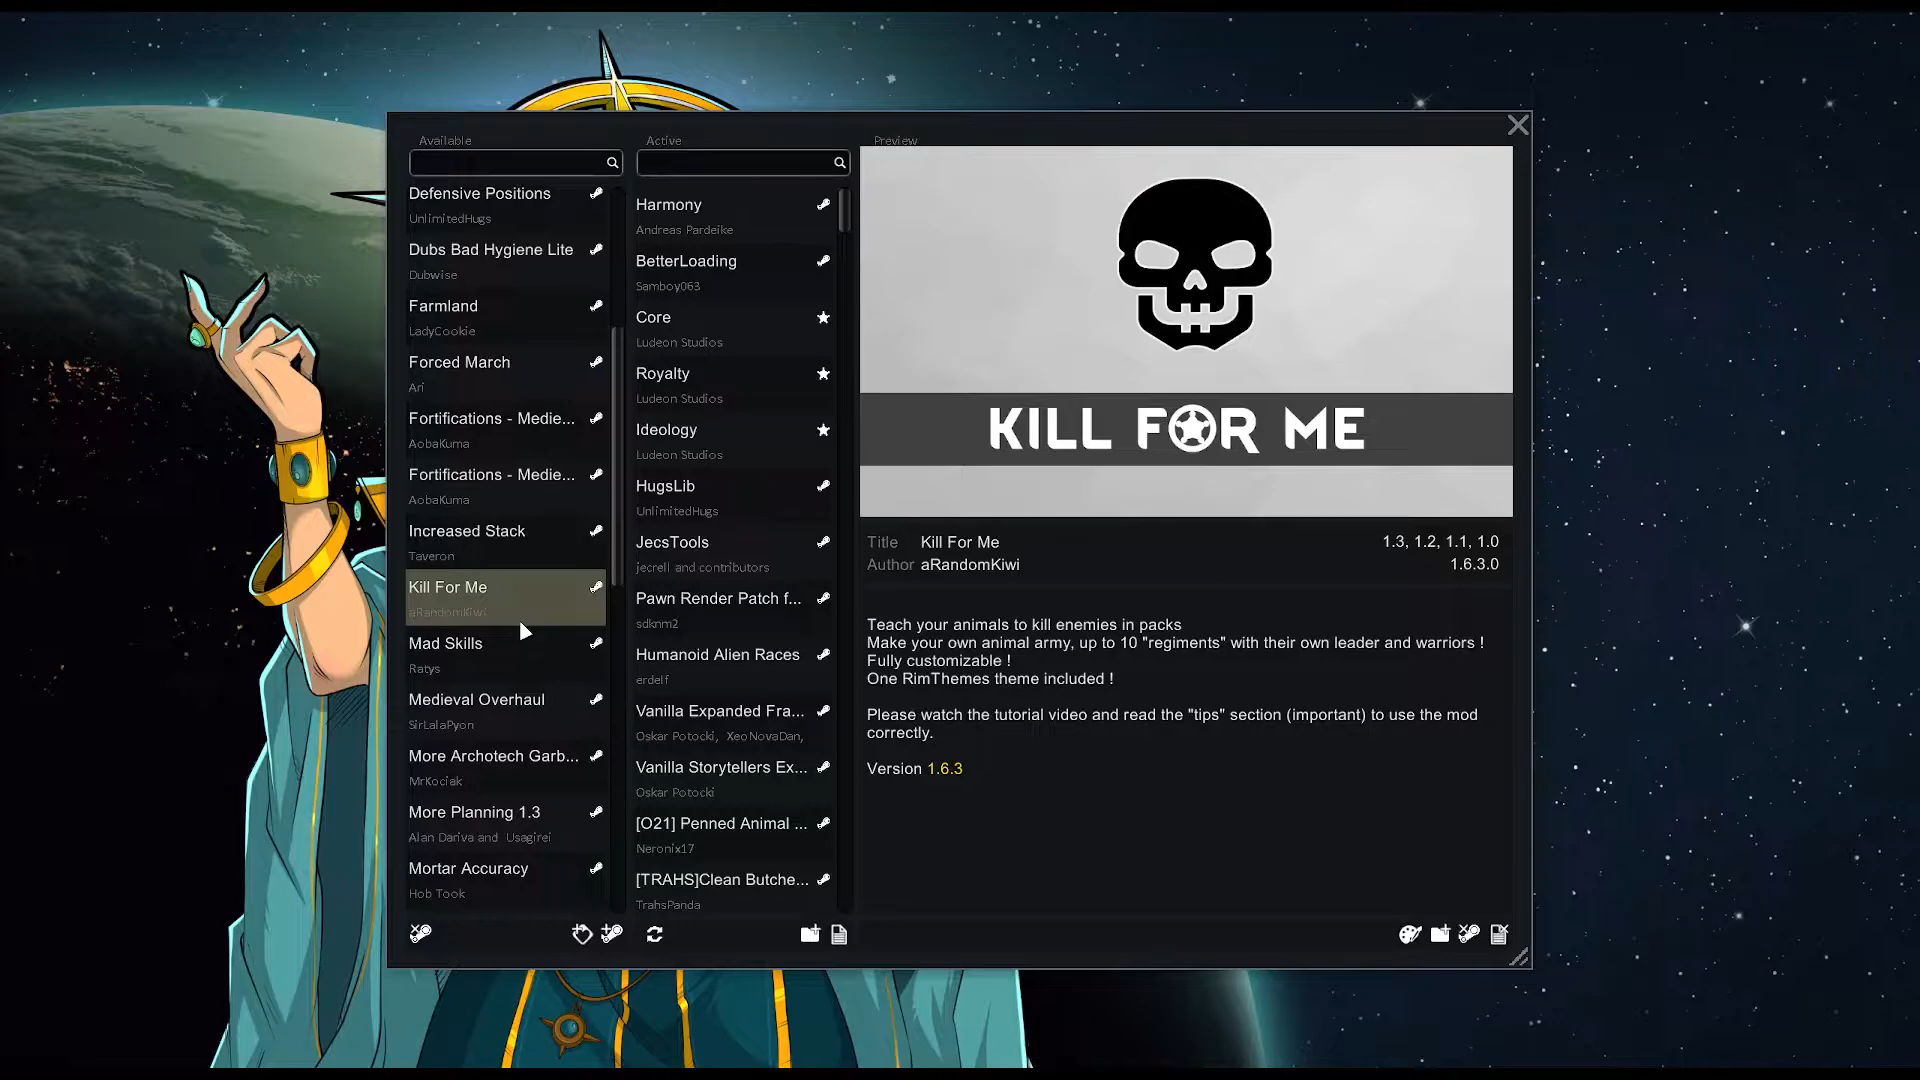 Available
Active
Preview
Defensive Positions
UnlimitedHugs
Dubs Bad Hygiene Lite
Dubwise
Farmland
LadyCookie
Forced March
Ari
Fortifications - Medie...
AobaKuma
Fortifications - Medie...
AobaKuma
Increased Stack
Taveron
Kill For Me
aRandomKiwi
Mad Skills
Ratys
Medieval Overhaul
SirLalaPyon
More Archotech Garb...
MrKociak
More Planning 1.3
Alan Dariva and Usagirei
Mortar Accuracy
Hob Took
Harmony
Andreas Pardeike
BetterLoading
Samboy063
Core
Ludeon Studios
Royalty
Ludeon Studios
Ideology
Ludeon Studios
HugsLib
UnlimitedHugs
JecsTools
jecrell and contributors
Pawn Render Patch f...
sdknm2
Humanoid Alien Races
erdelf
Vanilla Expanded Fra...
Oskar Potocki, XeoNovaDan,
Vanilla Storytellers Ex...
Oskar Potocki
[O21] Penned Animal ...
Neronix17
[TRAHS]Clean Butche...
TrahsPanda
KILL FOR ME
Title Kill For Me 1.3, 1.2, 1.1, 1.0
Author aRandomKiwi 1.6.3.0
Teach your animals to kill enemies in packs
Make your own animal army, up to 10 "regiments" with their own leader and warriors !
Fully customizable !
One RimThemes theme included !
Please watch the tutorial video and read the "tips" section (important) to use the mod
correctly.
Version 1.6.3